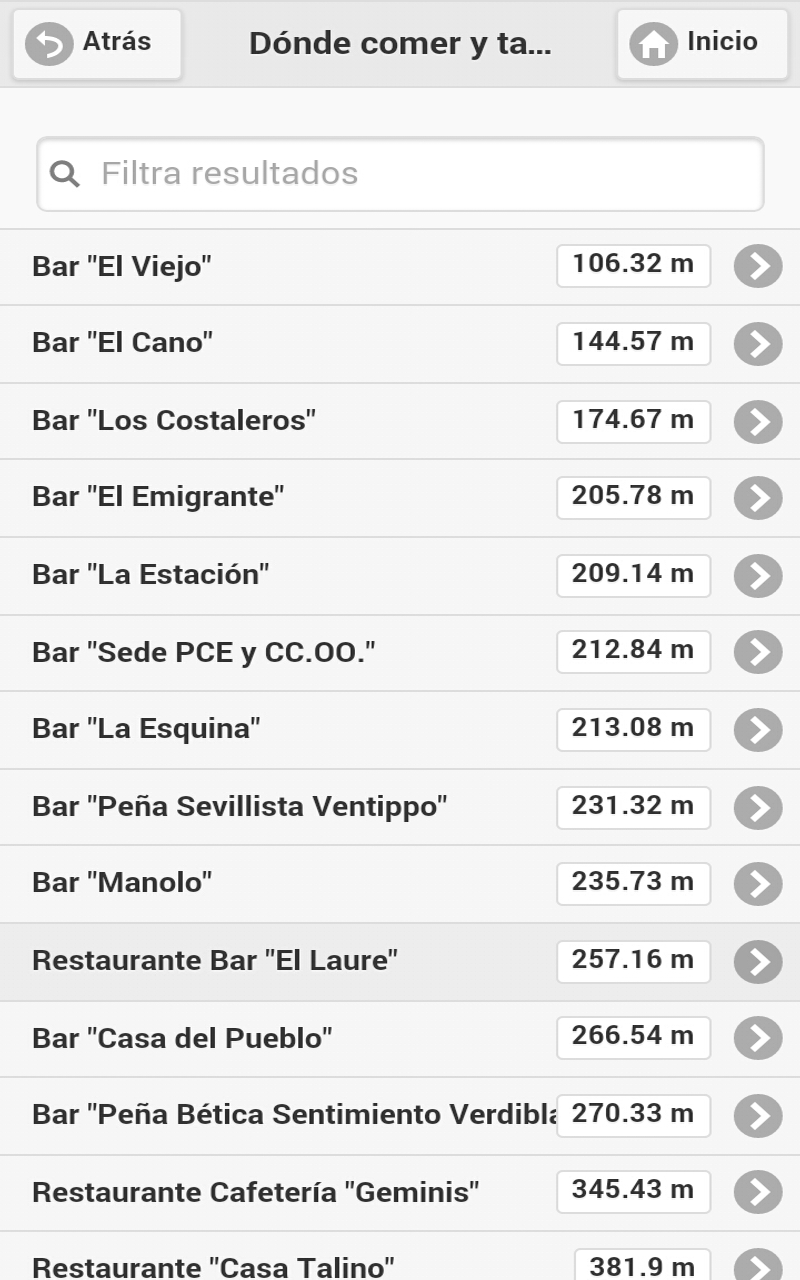 Atrás
Dónde comer y ta...
Inicio
Filtra resultados
Bar "El Viejo" 106.32 m
Bar "El Cano" 144.57 m
Bar "Los Costaleros" 174.67 m
Bar "El Emigrante" 205.78 m
Bar "La Estación" 209.14 m
Bar "Sede PCE y CC.OO." 212.84 m
Bar "La Esquina" 213.08 m
Bar "Peña Sevillista Ventippo" 231.32 m
Bar "Manolo" 235.73 m
Restaurante Bar "El Laure" 257.16 m
Bar "Casa del Pueblo" 266.54 m
Bar "Peña Bética Sentimiento Verdibla 270.33 m
Restaurante Cafetería "Geminis" 345.43 m
Restaurante "Casa Talino" 381.9 m